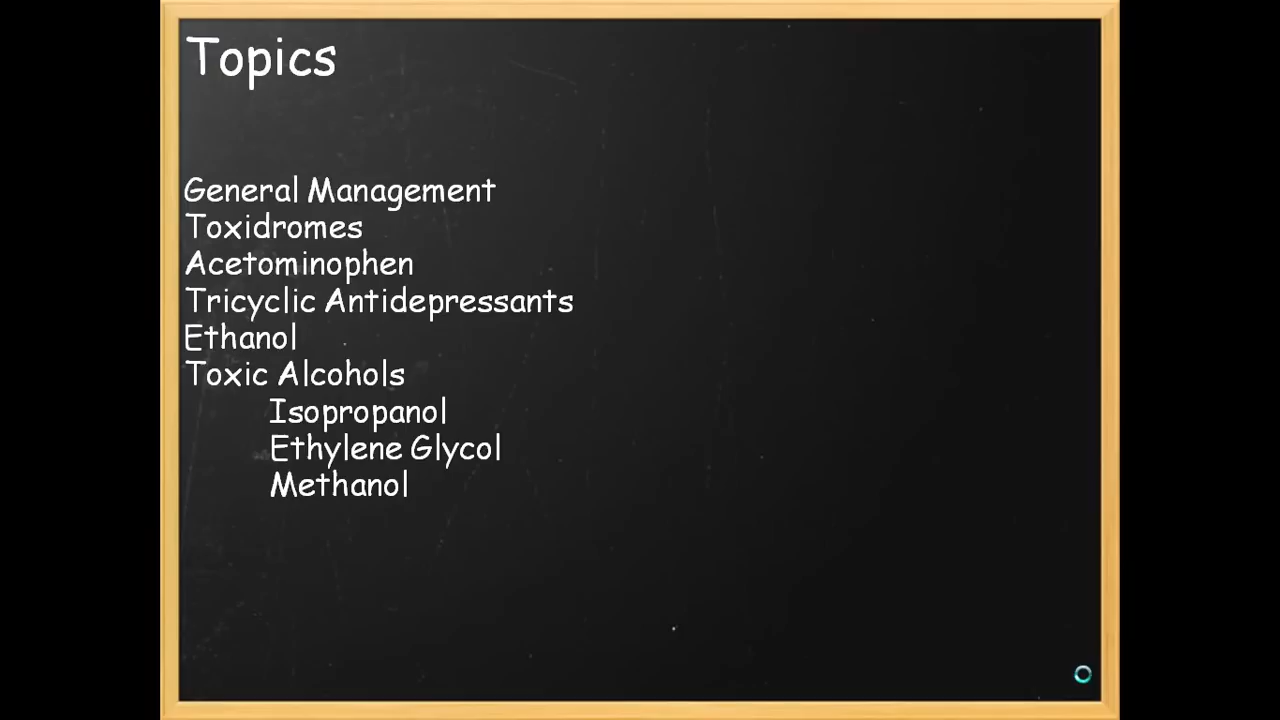 Topics
General Management
Toxidromes
Acetominophen
Tricyclic Antidepressants
Ethanol
Toxic Alcohols
Isopropanol
Ethylene Glycol
Methanol